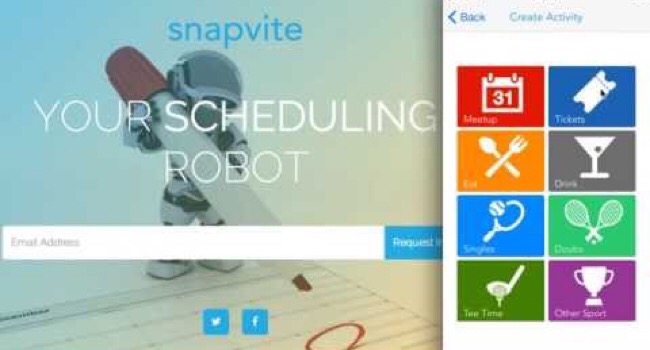 snapvite
YOUR SCHEDULING
ROBOT
Email Address
Request In
Back
Create Activity
31
Meetup
Tickets
Eat
Drink
Singles
Doubs
Tee Time
Other Sport